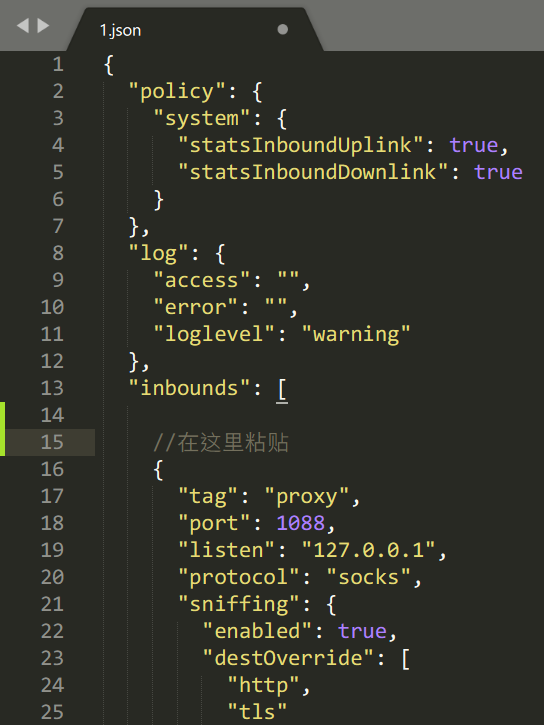 1.json
1 {
2 "policy": {
3 "system": {
4 "statsInboundUplink": true,
5 "statsInboundDownlink": true
6 }
7 },
8 "log": {
9 "access": "",
10 "error": "",
11 "loglevel": "warning"
12 },
13 "inbounds": [
14
15 //在这里粘贴
16 {
17 "tag": "proxy",
18 "port": 1088,
19 "listen": "127.0.0.1",
20 "protocol": "socks",
21 "sniffing": {
22 "enabled": true,
23 "destOverride": [
24 "http",
25 "tls"